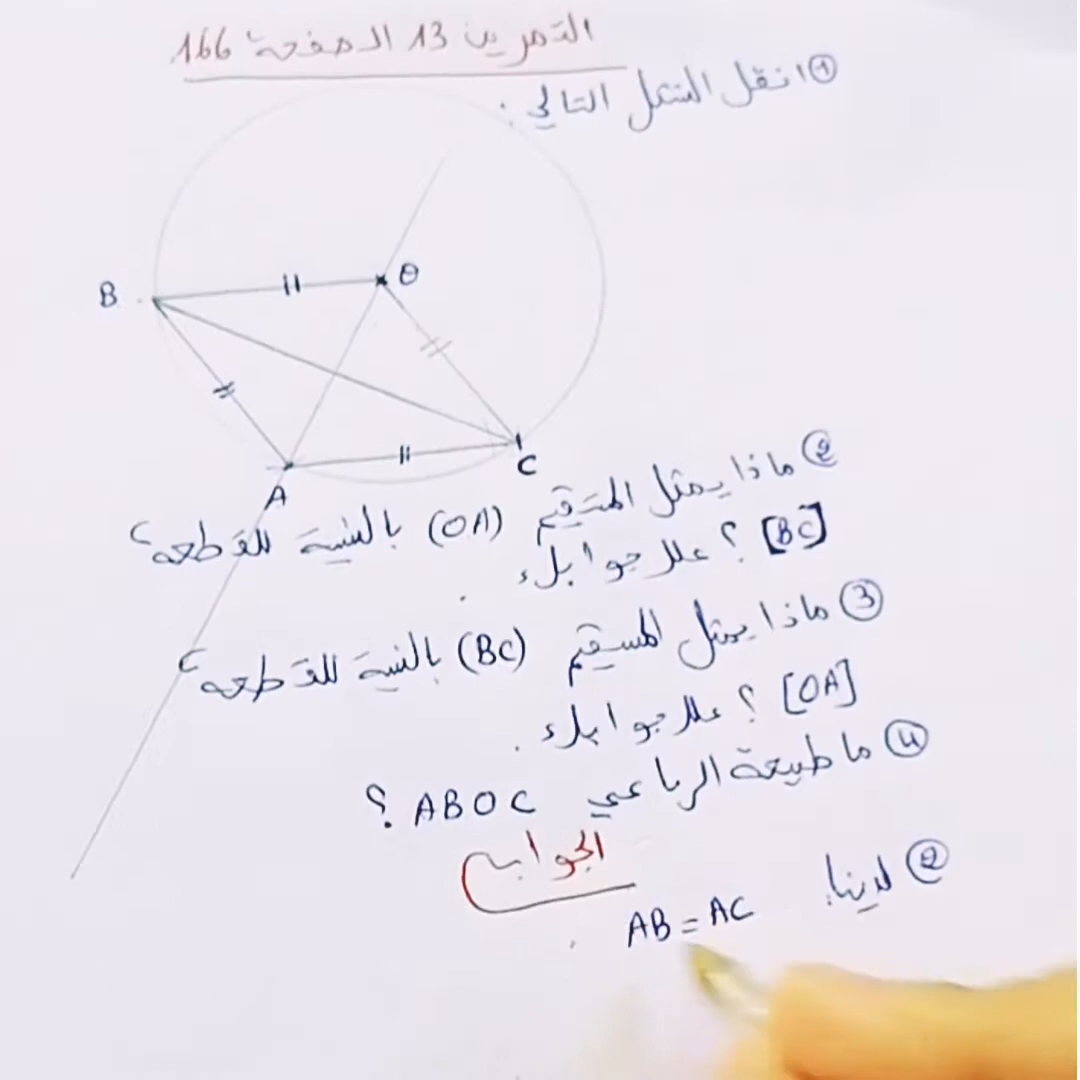 التمرين 13 الصفحة 166.
① انقل الشكل التالي :
B
O
A
C
② ماذا يمثل المستقيم (OA) بالنسبة للقطعة
[BC] ؟ علل جوابك.
③ ماذا يمثل المستقيم (BC) بالنسبة للقطعة
[OA] ؟ علل جوابك.
④ ما طبيعة الرباعي ABOC ؟
الجواب
② لدينا AB = AC